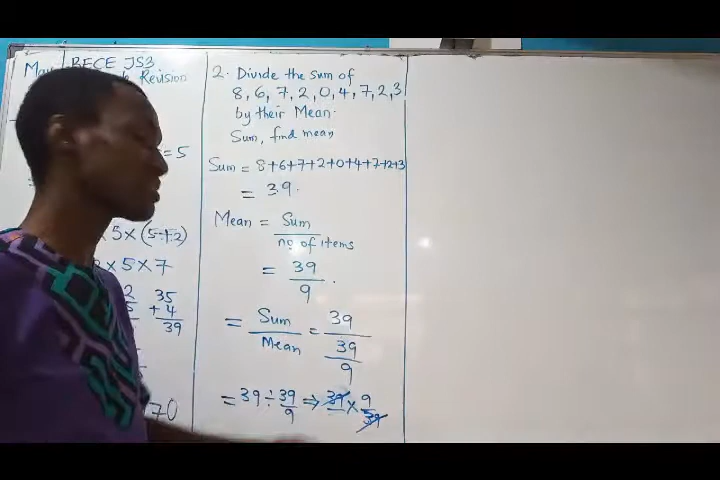 BECE JS3
Revision
= 5
× 5 × (5+2)
× 5 × 7
2 35
5 + 4
39
70
2. Divide the sum of
8, 6, 7, 2, 0, 4, 7, 2, 3
by their Mean.
Sum, find mean
Sum = 8+6+7+2+0+4+7+2+3
= 39.
Mean = Sum
no of items
= 39
9
= Sum = 39
Mean 39
9
= 39 ÷ 39 ⇒ 39 × 9
9 39